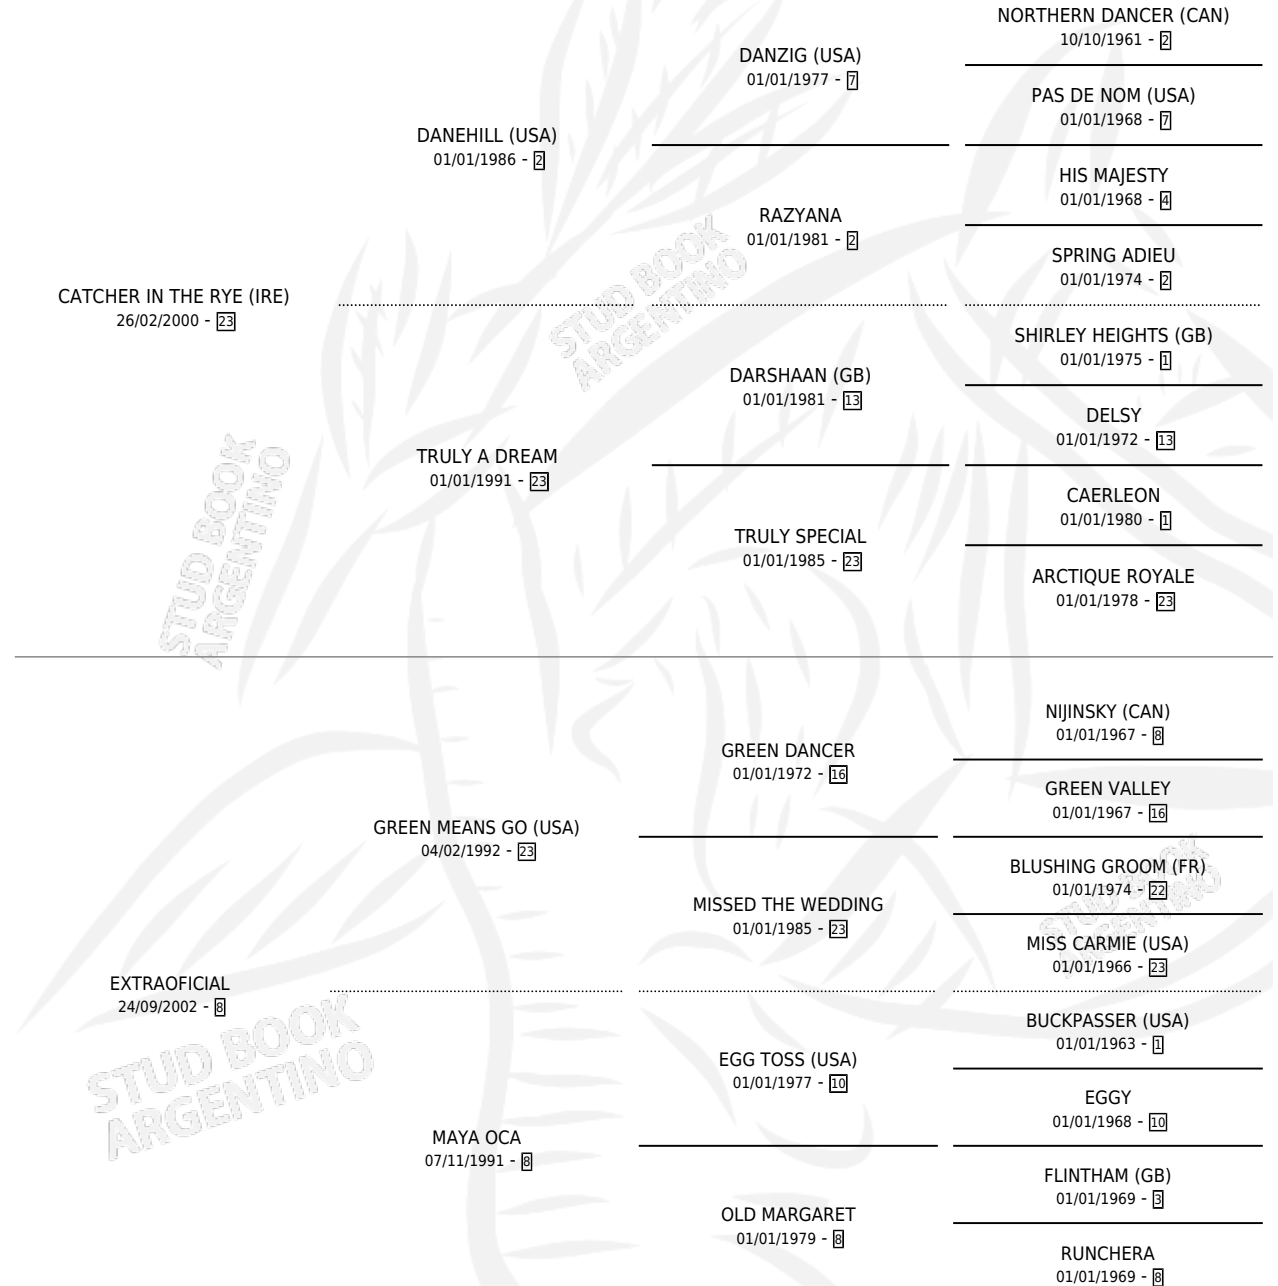 NORTHERN DANCER (CAN)
10/10/1961 - 2
DANZIG (USA)
01/01/1977 - 7
PAS DE NOM (USA)
01/01/1968 - 7
DANEHILL (USA)
01/01/1986 - 2
HIS MAJESTY
01/01/1968 - 4
RAZYANA
01/01/1981 - 2
SPRING ADIEU
01/01/1974 - 2
CATCHER IN THE RYE (IRE)
26/02/2000 - 23
SHIRLEY HEIGHTS (GB)
01/01/1975 - 1
DARSHAAN (GB)
01/01/1981 - 13
DELSY
01/01/1972 - 13
TRULY A DREAM
01/01/1991 - 23
CAERLEON
01/01/1980 - 1
TRULY SPECIAL
01/01/1985 - 23
ARCTIQUE ROYALE
01/01/1978 - 23
NIJINSKY (CAN)
01/01/1967 - 8
GREEN DANCER
01/01/1972 - 16
GREEN VALLEY
01/01/1967 - 16
GREEN MEANS GO (USA)
04/02/1992 - 23
BLUSHING GROOM (FR)
01/01/1974 - 22
MISSED THE WEDDING
01/01/1985 - 23
MISS CARMIE (USA)
01/01/1966 - 23
EXTRAOFICIAL
24/09/2002 - 8
BUCKPASSER (USA)
01/01/1963 - 1
EGG TOSS (USA)
01/01/1977 - 10
EGGY
01/01/1968 - 10
MAYA OCA
07/11/1991 - 8
FLINTHAM (GB)
01/01/1969 - 3
OLD MARGARET
01/01/1979 - 8
RUNCHERA
01/01/1969 - 8
STUD BOOK
ARGENTINO
STUD BOOK
ARGENTINO
STUD BOOK
ARGENTINO
STUD BOOK
ARGENTINO